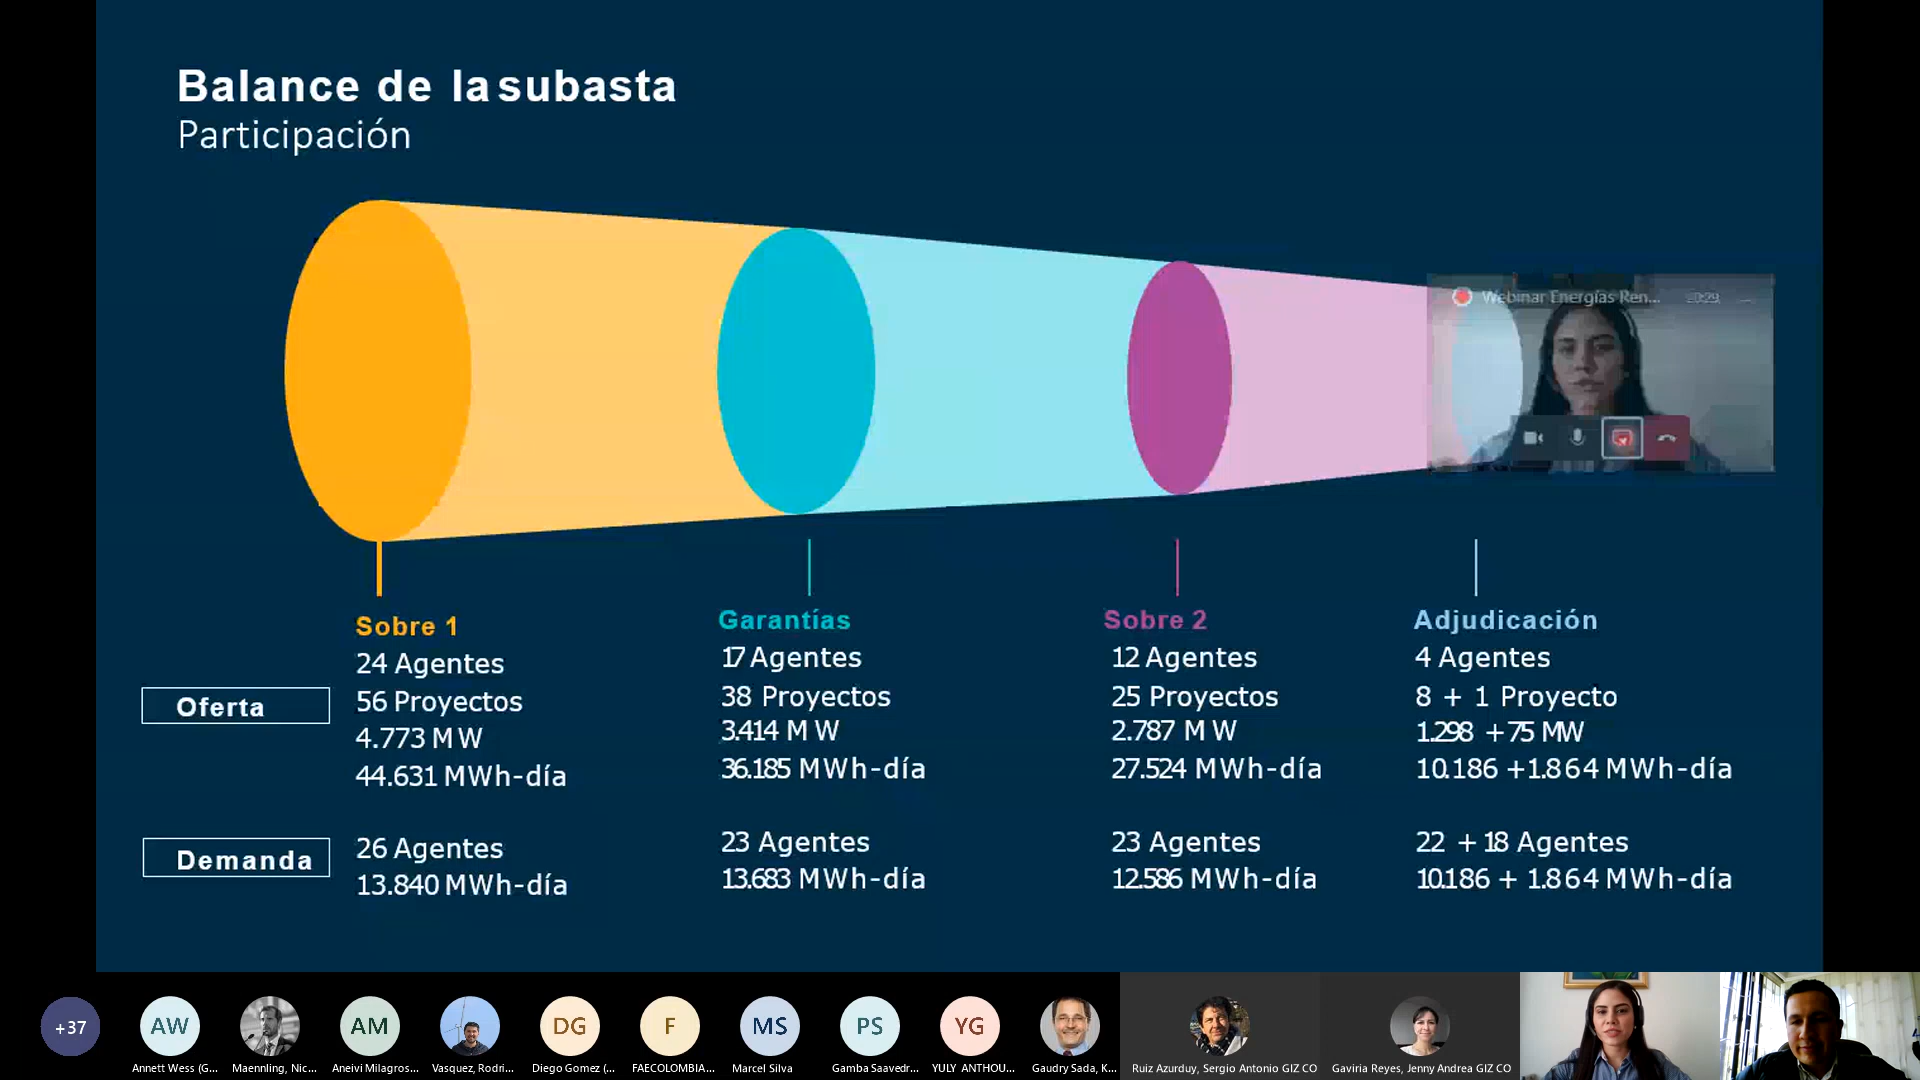 Balance de la subasta
Participación
Webinar Energías Ren...
Sobre 1
24 Agentes
56 Proyectos
4.773 MW
44.631 MWh-día
Garantías
17 Agentes
38 Proyectos
3.414 MW
36.185 MWh-día
Sobre 2
12 Agentes
25 Proyectos
2.787 MW
27.524 MWh-día
Adjudicación
4 Agentes
8 + 1 Proyecto
1.298 +75 MW
10.186 +1.864 MWh-día
Oferta
Demanda
26 Agentes
13.840 MWh-día
23 Agentes
13.683 MWh-día
23 Agentes
12.586 MWh-día
22 +18 Agentes
10.186 + 1.864 MWh-día
+37
AW
AM
DG
F
MS
PS
YG
Annett Wess (G...
Maennling, Nic...
Aneivi Milagros...
Vasquez, Rodri...
Diego Gomez (...
FAECOLOMBIA...
Marcel Silva
Gamba Saavedr...
YULY ANTHOU...
Gaudry Sada, K...
Ruiz Azurduy, Sergio Antonio GIZ CO
Gaviria Reyes, Jenny Andrea GIZ CO